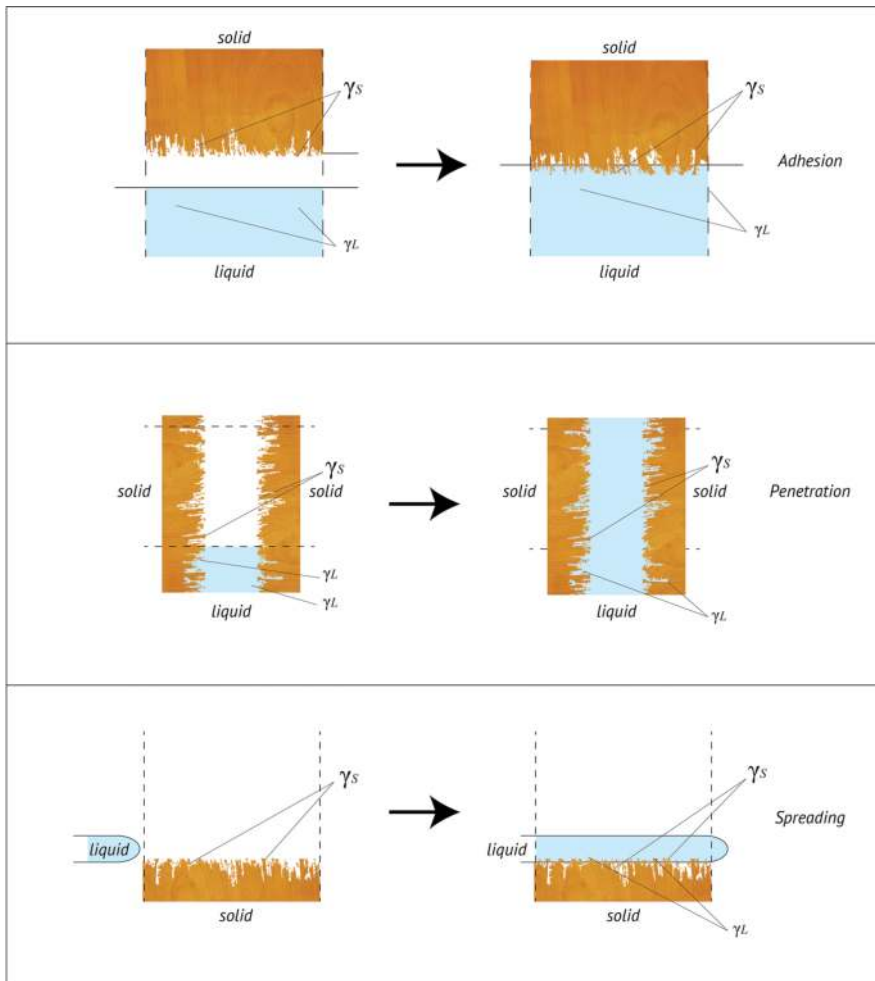 solid
γS
γL
liquid
solid
γS
Adhesion
γL
liquid
solid
γS
solid
γL
γL
liquid
solid
γS
solid
Penetration
γL
liquid
γS
liquid
solid
γS
Spreading
liquid
solid
γL